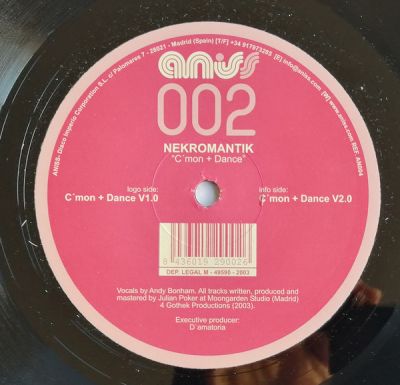 ANISS- Disco Imperio Corporation S.L. c/ Palomares 7 - 28021 - Madrid (Spain) [T/F] +34 917973283 [E] info@aniss.com [W] www.aniss.com REF. AN004
aniss
002
NEKROMANTIK
"C´mon + Dance"
logo side:
C´mon + Dance V1.0
info side:
C´mon + Dance V2.0
8 436019 290026
DEP. LEGAL M - 49596 - 2003
Vocals by Andy Bonham. All tracks written, produced and
mastered by Julian Poker at Moongarden Studio (Madrid)
4 Gothek Productions (2003).
Executive producer:
D´amatoria